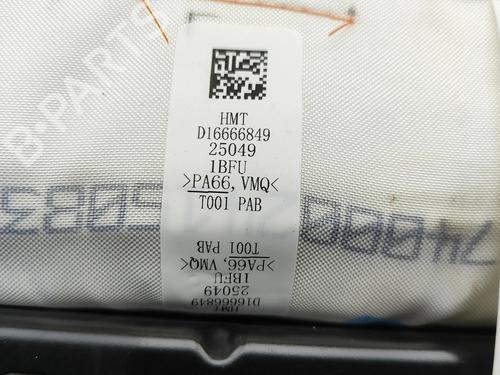 B-PARTS
HMT
D16666849
25049
1BFU
>PA66, VMQ<
T001 PAB
T001 PAB
>PA66, VMQ<
1BFU
25049
D16666849
HMT